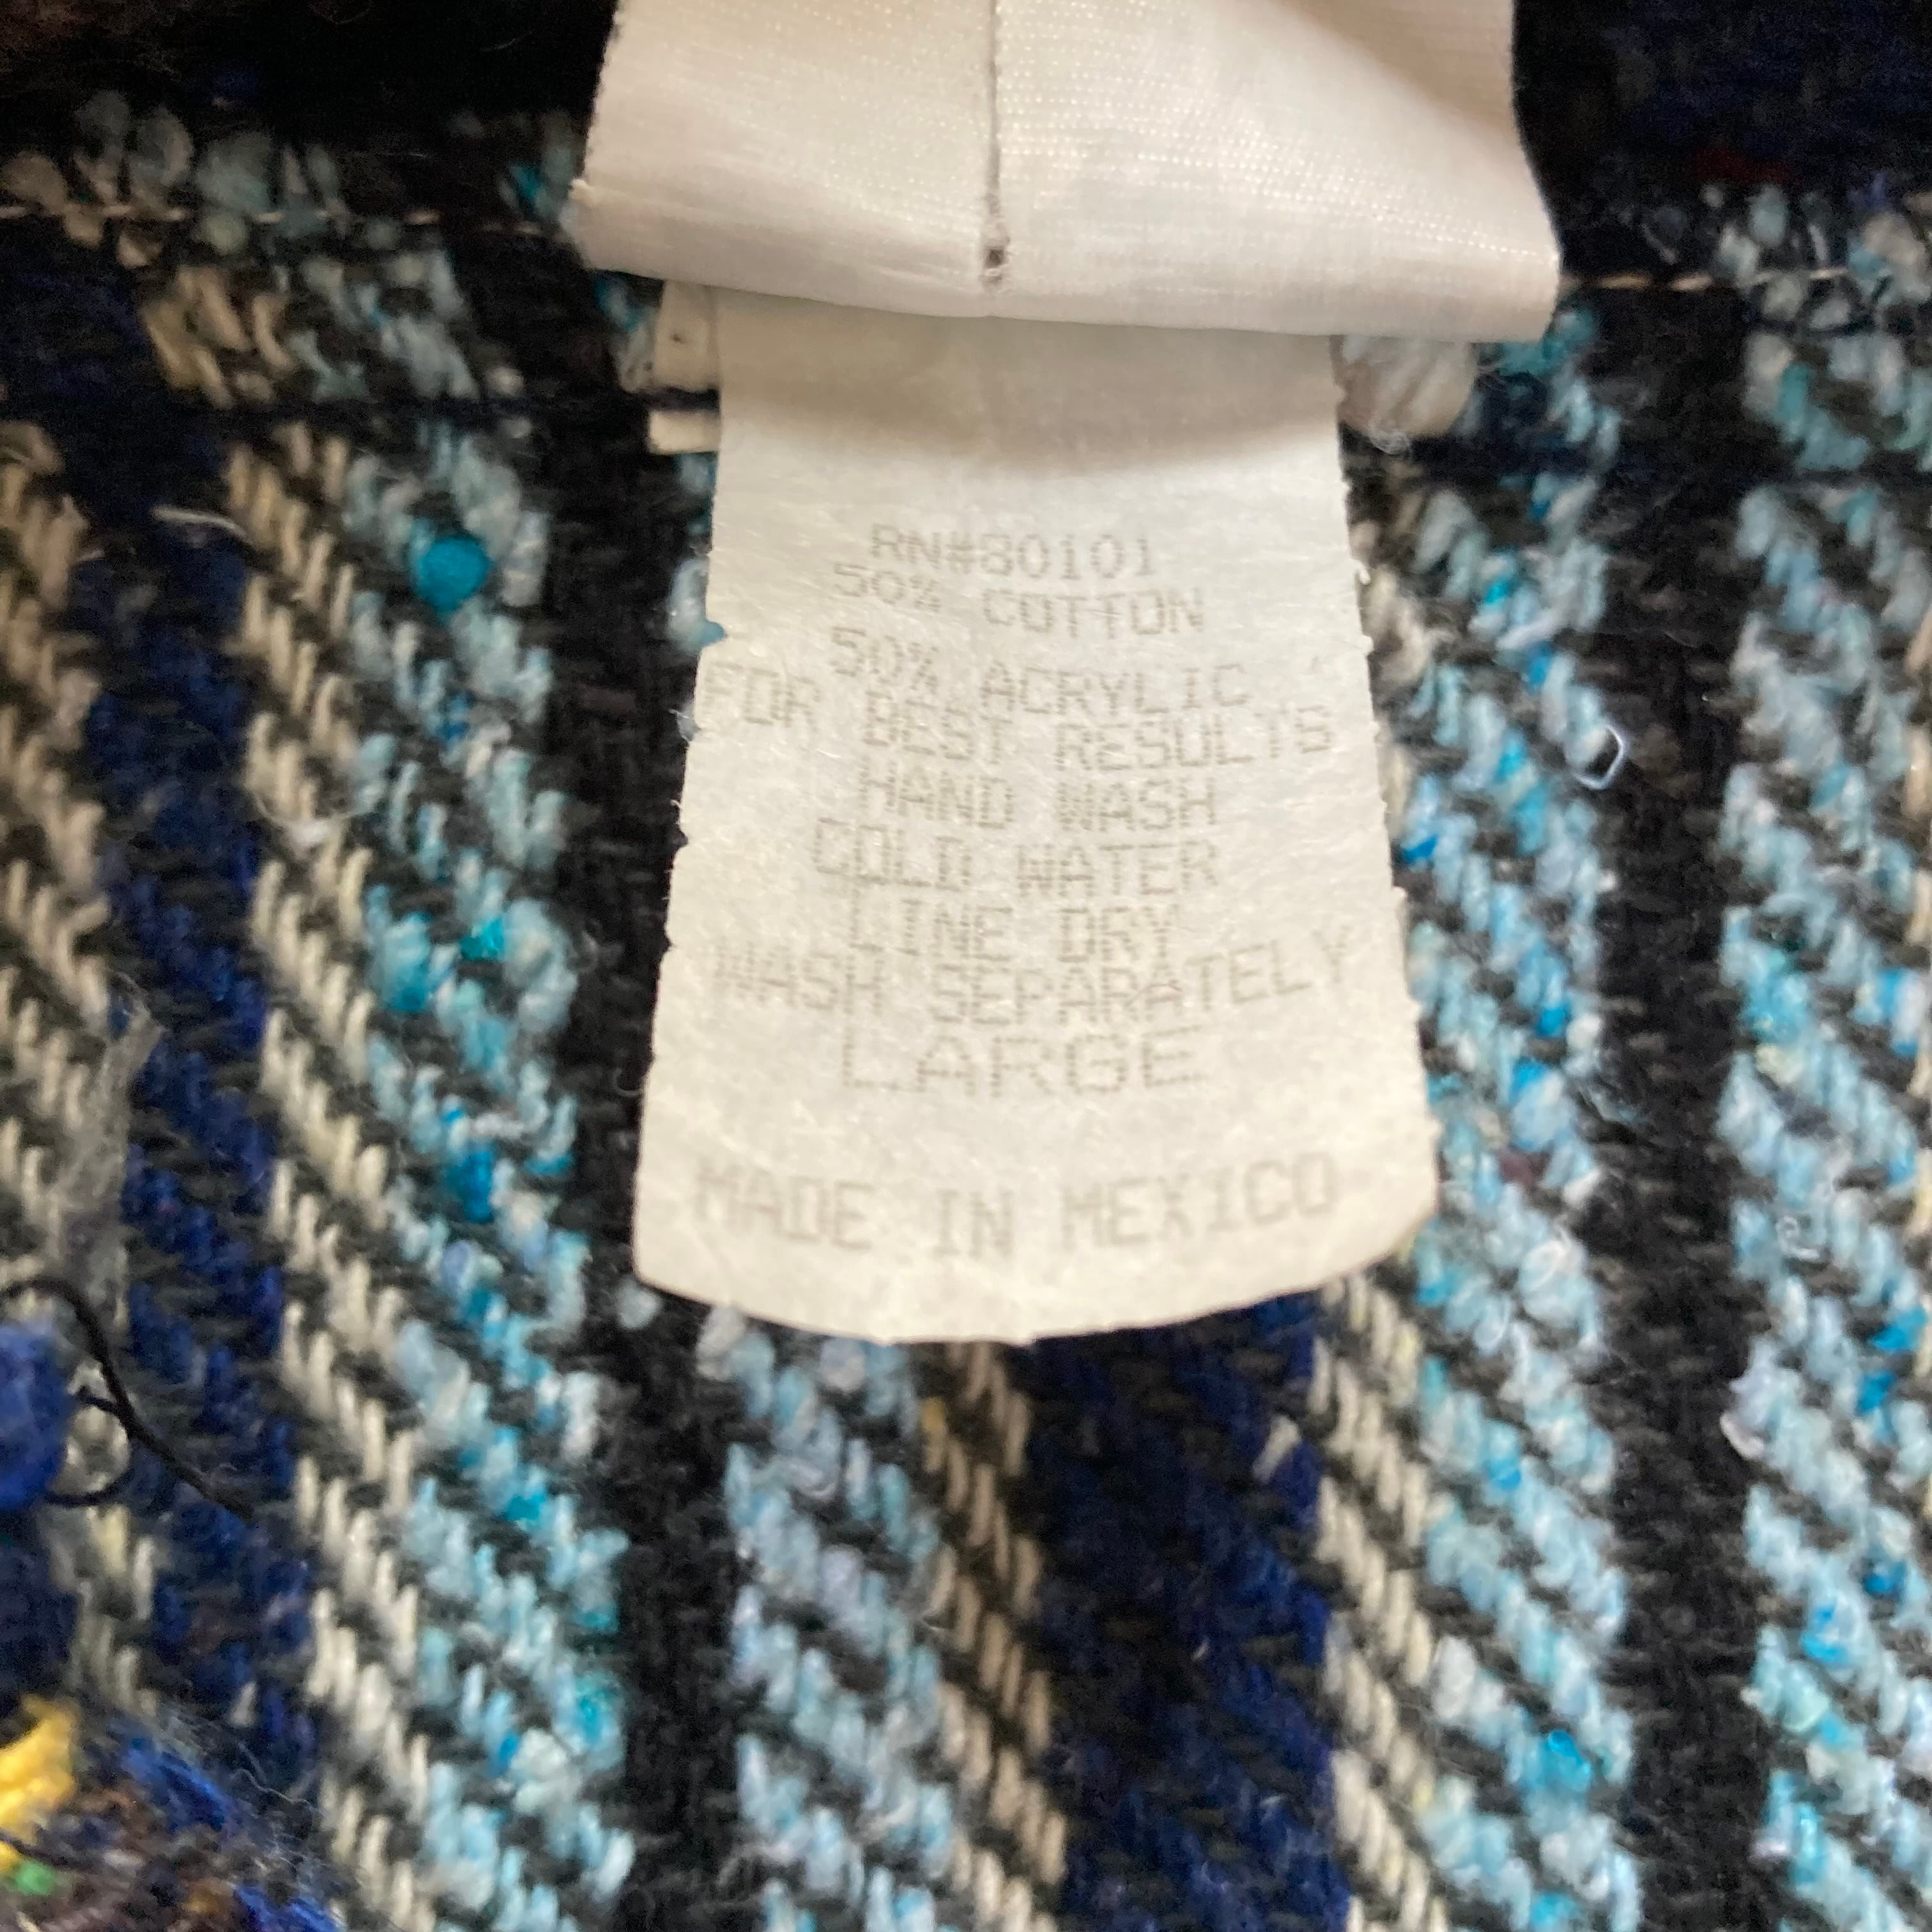 RN#80101
50% COTTON
50% ACRYLIC
FOR BEST RESULTS
HAND WASH
COLD WATER
LINE DRY
WASH SEPARATELY
LARGE
MADE IN MEXICO